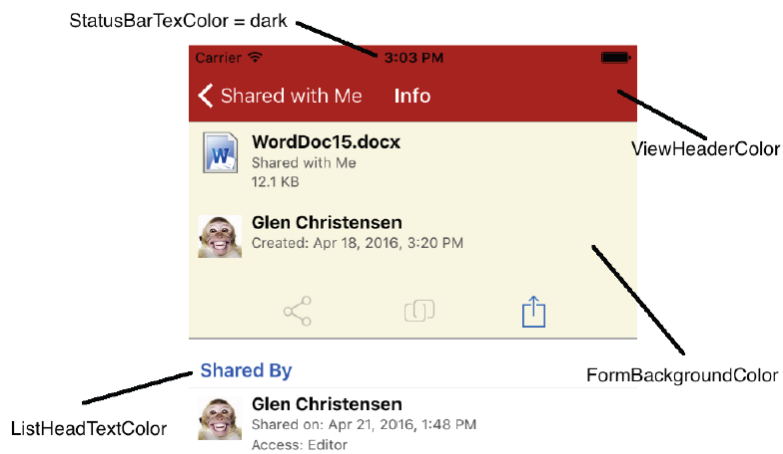 StatusBarTexColor = dark
Carrier 3:03 PM
Shared with Me Info
WordDoc15.docx
Shared with Me
12.1 KB
ViewHeaderColor
Glen Christensen
Created: Apr 18, 2016, 3:20 PM
FormBackgroundColor
Shared By
ListHeadTextColor
Glen Christensen
Shared on: Apr 21, 2016, 1:48 PM
Access: Editor